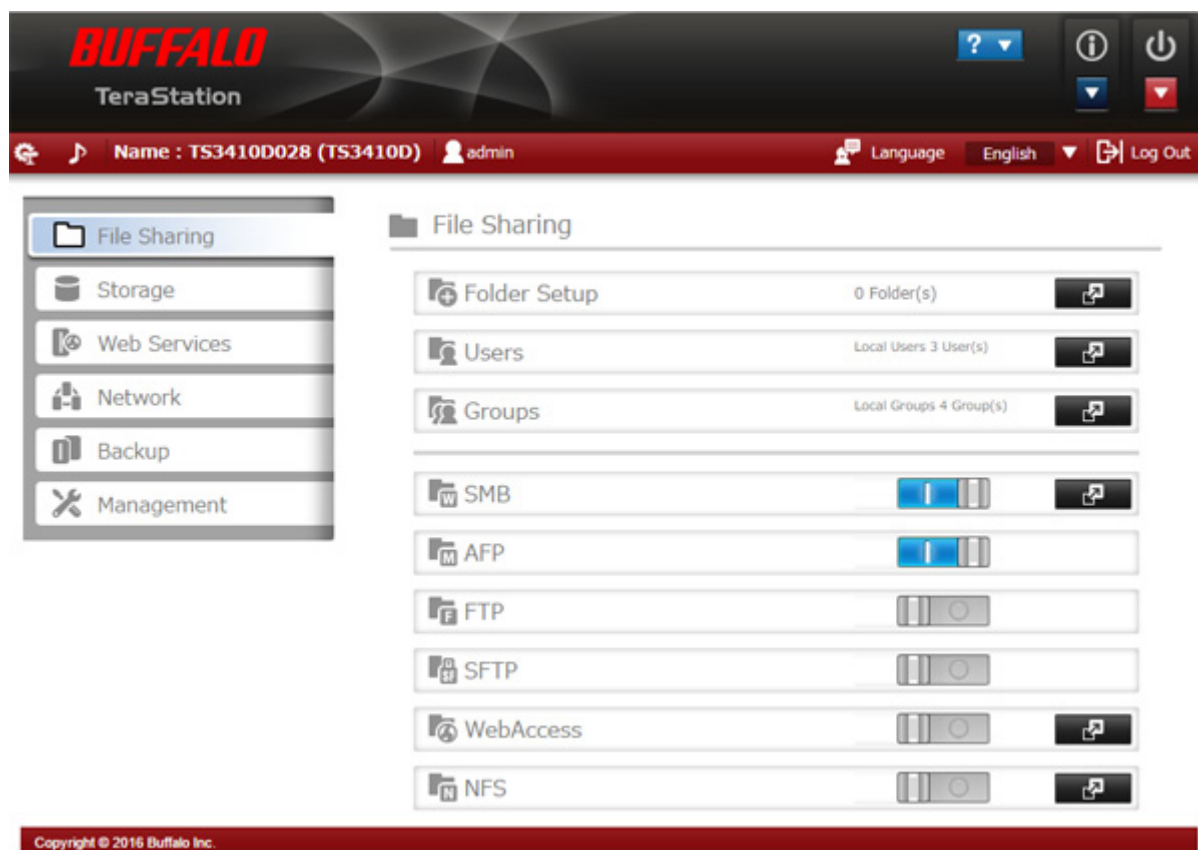 BUFFALO
TeraStation
?
Name : TS3410D028 (TS3410D) admin Language English Log Out
File Sharing
Storage
Web Services
Network
Backup
Management
File Sharing
Folder Setup 0 Folder(s)
Users Local Users 3 User(s)
Groups Local Groups 4 Group(s)
SMB
AFP
FTP
SFTP
WebAccess
NFS
Copyright © 2016 Buffalo Inc.